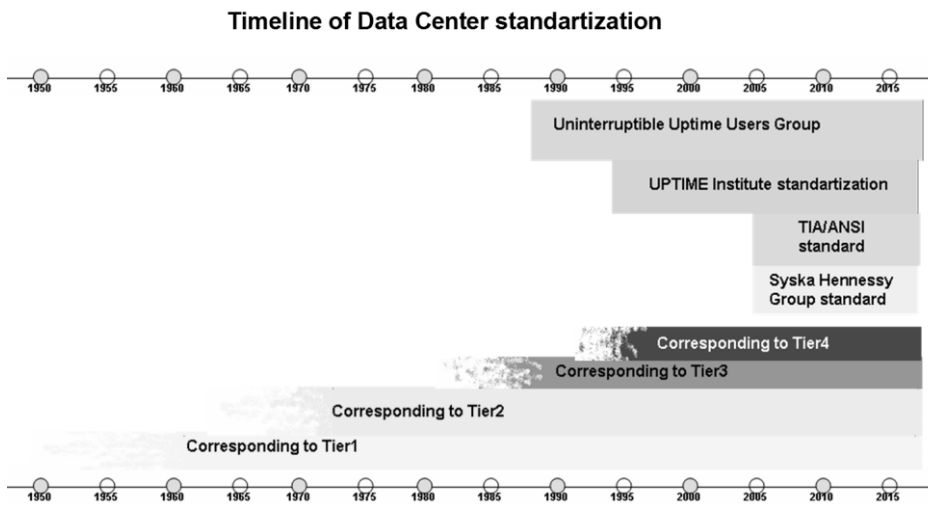 Timeline of Data Center standartization
1950 1955 1960 1965 1970 1975 1980 1985 1990 1995 2000 2005 2010 2015
Uninterruptible Uptime Users Group
UPTIME Institute standartization
TIA/ANSI
standard
Syska Hennessy
Group standard
Corresponding to Tier4
Corresponding to Tier3
Corresponding to Tier2
Corresponding to Tier1
1950 1955 1960 1965 1970 1975 1980 1985 1990 1995 2000 2005 2010 2015